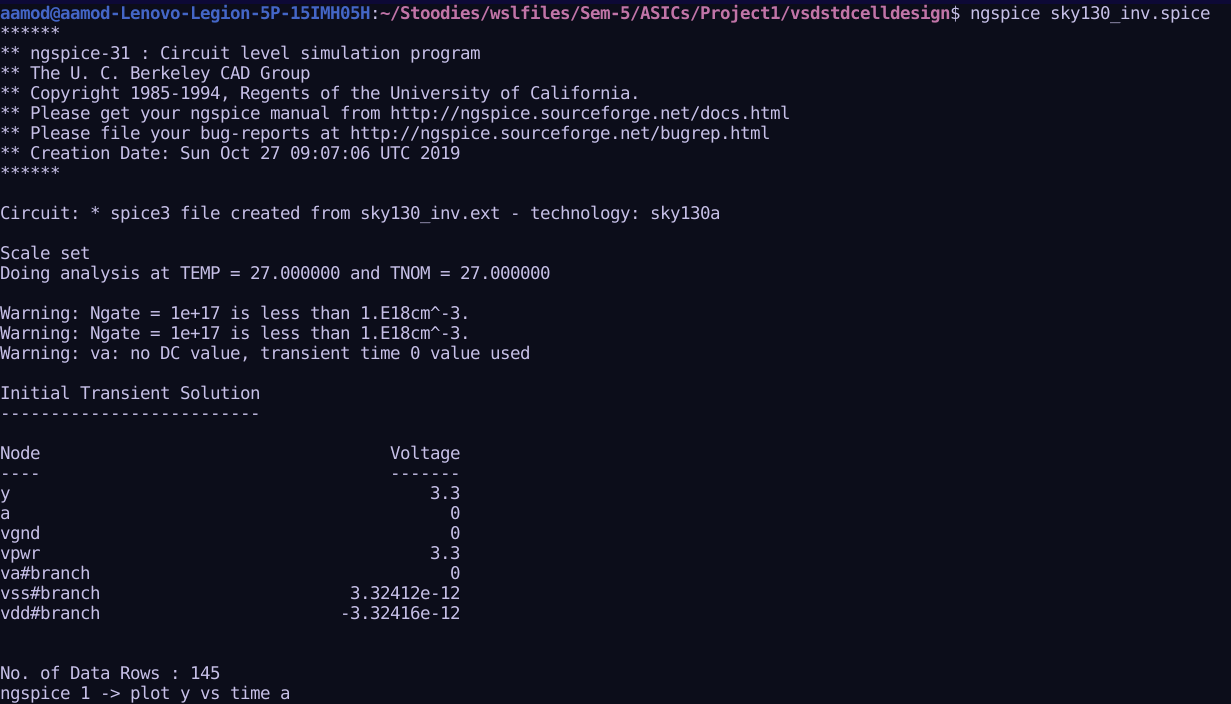 aamod@aamod-Lenovo-Legion-5P-15IMH05H:~/Stoodies/wslfiles/Sem-5/ASICs/Project1/vsdstdcelldesign$ ngspice sky130_inv.spice
******
** ngspice-31 : Circuit level simulation program
** The U. C. Berkeley CAD Group
** Copyright 1985-1994, Regents of the University of California.
** Please get your ngspice manual from http://ngspice.sourceforge.net/docs.html
** Please file your bug-reports at http://ngspice.sourceforge.net/bugrep.html
** Creation Date: Sun Oct 27 09:07:06 UTC 2019
******
Circuit: * spice3 file created from sky130_inv.ext - technology: sky130a
Scale set
Doing analysis at TEMP = 27.000000 and TNOM = 27.000000
Warning: Ngate = 1e+17 is less than 1.E18cm^-3.
Warning: Ngate = 1e+17 is less than 1.E18cm^-3.
Warning: va: no DC value, transient time 0 value used
Initial Transient Solution
--------------------------
Node                                   Voltage
----                                   -------
y                                          3.3
a                                            0
vgnd                                         0
vpwr                                       3.3
va#branch                                    0
vss#branch                         3.32412e-12
vdd#branch                        -3.32416e-12
No. of Data Rows : 145
ngspice 1 -> plot y vs time a